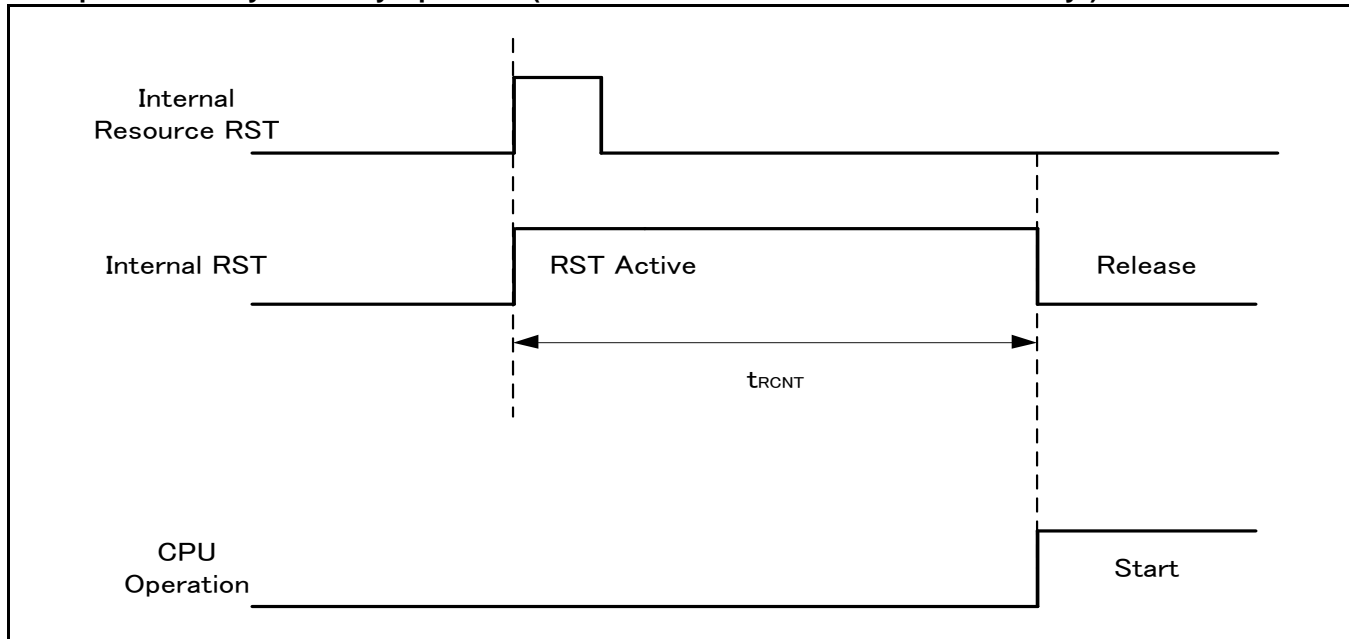 Internal
Resource RST
Internal RST
RST Active
Release
tRCNT
CPU
Operation
Start